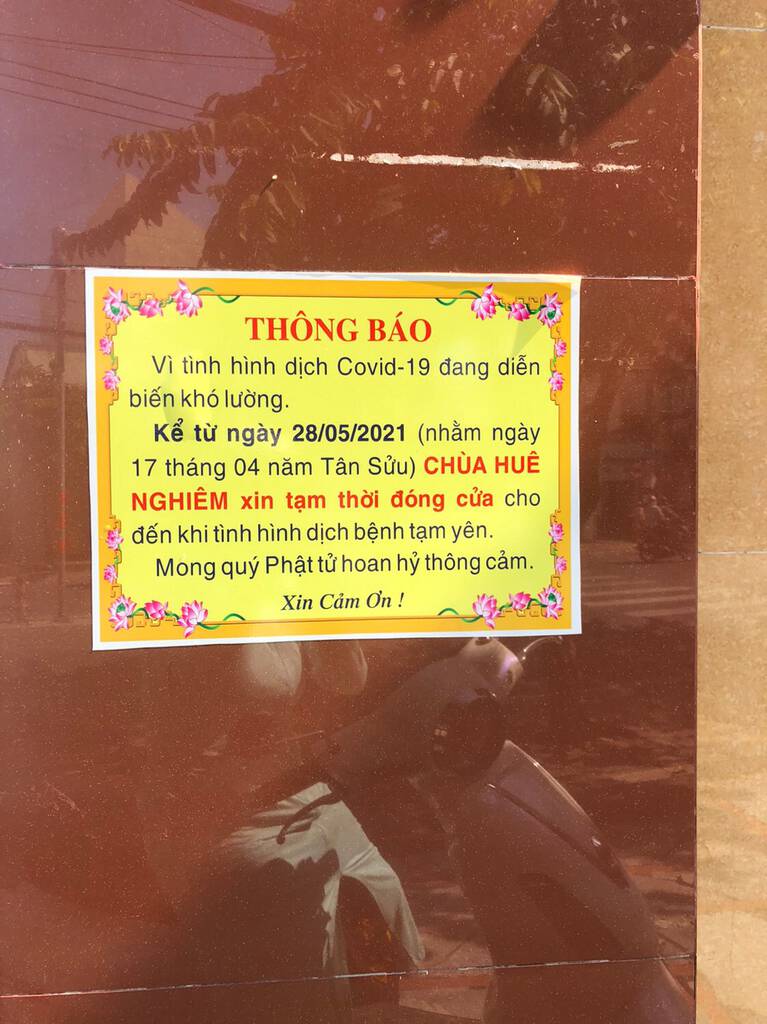 THÔNG BÁO
Vì tình hình dịch Covid-19 đang diễn
biến khó lường.
Kể từ ngày 28/05/2021 (nhằm ngày
17 tháng 04 năm Tân Sửu) CHÙA HUÊ
NGHIÊM xin tạm thời đóng cửa cho
đến khi tình hình dịch bệnh tạm yên.
Mong quý Phật tử hoan hỷ thông cảm.
Xin Cảm Ơn !